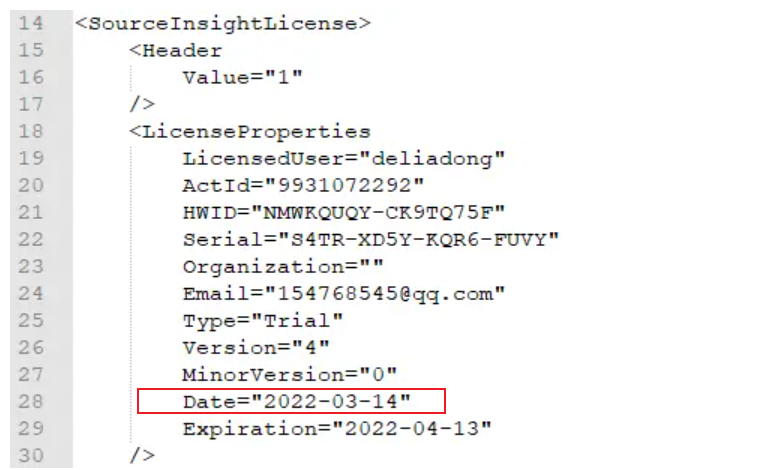 14 <SourceInsightLicense>
15 <Header
16 Value="1"
17 />
18 <LicenseProperties
19 LicensedUser="deliadong"
20 ActId="9931072292"
21 HWID="NMWKQUQY-CK9TQ75F"
22 Serial="S4TR-XD5Y-KQR6-FUVY"
23 Organization=""
24 Email="154768545@qq.com"
25 Type="Trial"
26 Version="4"
27 MinorVersion="0"
28 Date="2022-03-14"
29 Expiration="2022-04-13"
30 />